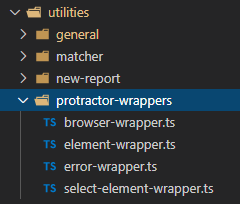 utilities
general
matcher
new-report
protractor-wrappers
TS browser-wrapper.ts
TS element-wrapper.ts
TS error-wrapper.ts
TS select-element-wrapper.ts